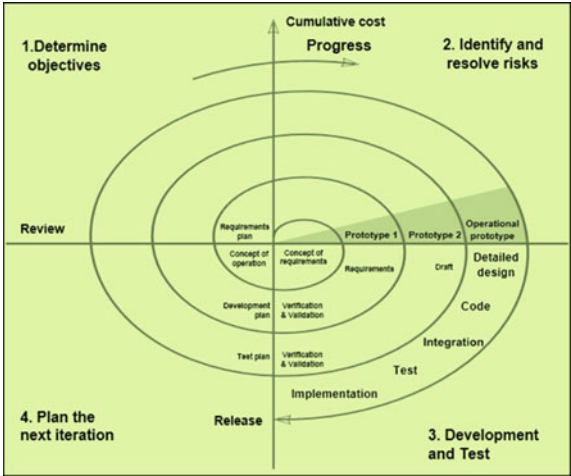 Cumulative cost
Progress
1.Determine
objectives
2. Identify and
resolve risks
Review
Requirements
plan
Prototype 1
Prototype 2
Operational
prototype
Concept of
operation
Concept of
requirements
Requirements
Draft
Detailed
design
Development
plan
Verification
& Validation
Code
Integration
Test plan
Verification
& Validation
Test
Implementation
Release
4. Plan the
next iteration
3. Development
and Test